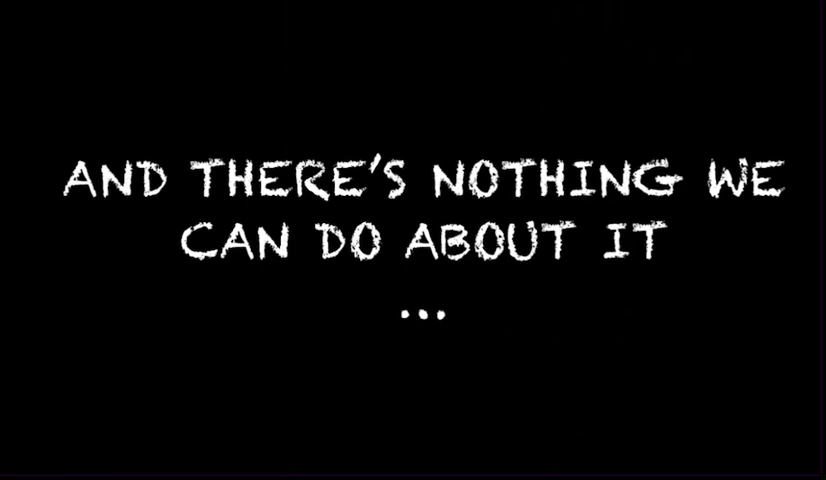 AND THERE'S NOTHING WE
CAN DO ABOUT IT
...